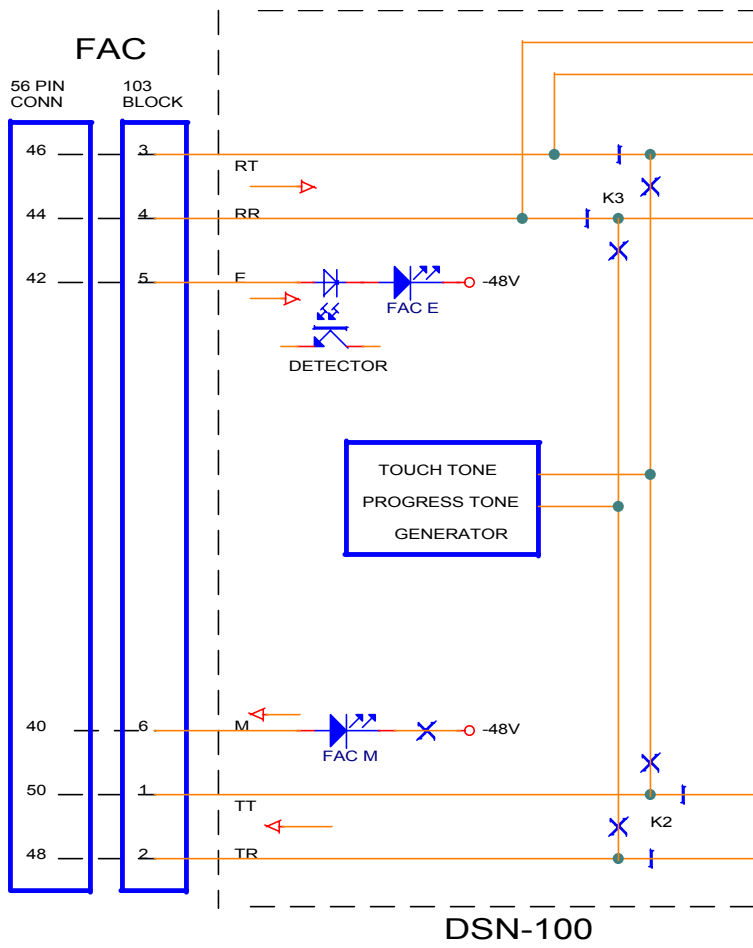 FAC
56 PIN
CONN
103
BLOCK
46
3
RT
K3
44
4
RR
42
5
E
-48V
FAC E
DETECTOR
TOUCH TONE
PROGRESS TONE
GENERATOR
40
6
M
-48V
FAC M
50
1
TT
K2
48
2
TR
DSN-100